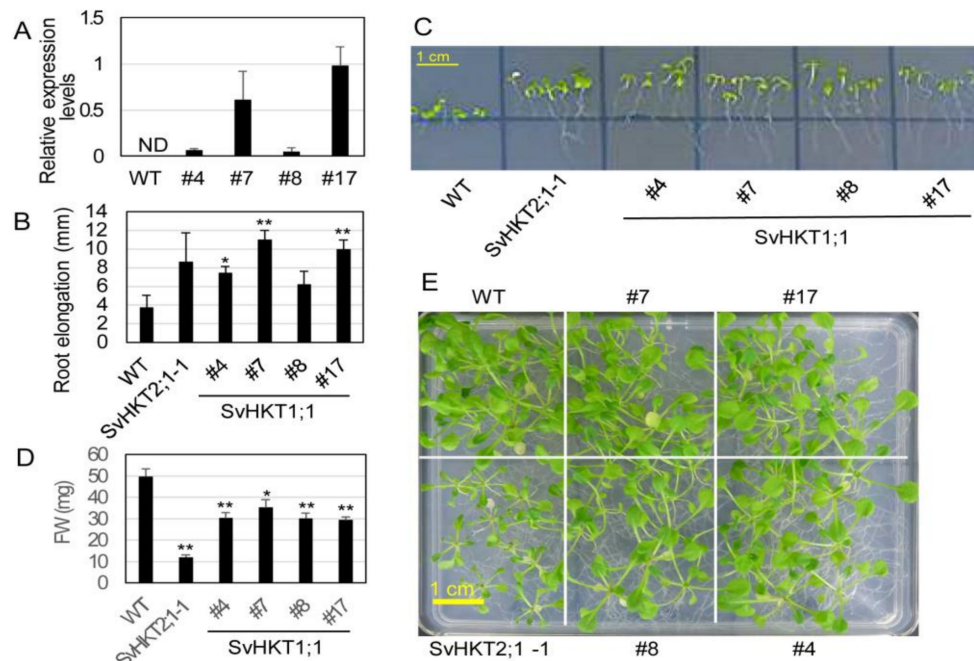 A
Relative expression
levels
1.5
1
0.5
0
ND
WT #4 #7 #8 #17
B
Root elongation (mm)
14
12
10
8
6
4
2
0
* ** **
WT SvHKT2;1-1 #4 #7 #8 #17
SvHKT1;1
C
1 cm
WT SvHKT2;1-1 #4 #7 #8 #17
SvHKT1;1
D
FW (mg)
60
50
40
30
20
10
0
** ** * ** **
WT SvHKT2;1-1 #4 #7 #8 #17
SvHKT1;1
E
WT #7 #17
1 cm
SvHKT2;1 -1 #8 #4